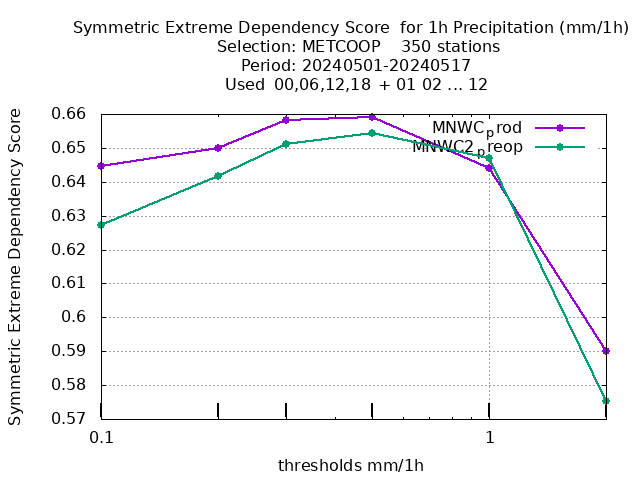 Symmetric Extreme Dependency Score  for 1h Precipitation (mm/1h)
Selection: METCOOP    350 stations
Period: 20240501-20240517
Used  00,06,12,18  + 01 02 ... 12
Symmetric Extreme Dependency Score
0.66
0.65
0.64
0.63
0.62
0.61
0.6
0.59
0.58
0.57
MNWCprod
MNWC2preop
0.1
1
thresholds mm/1h